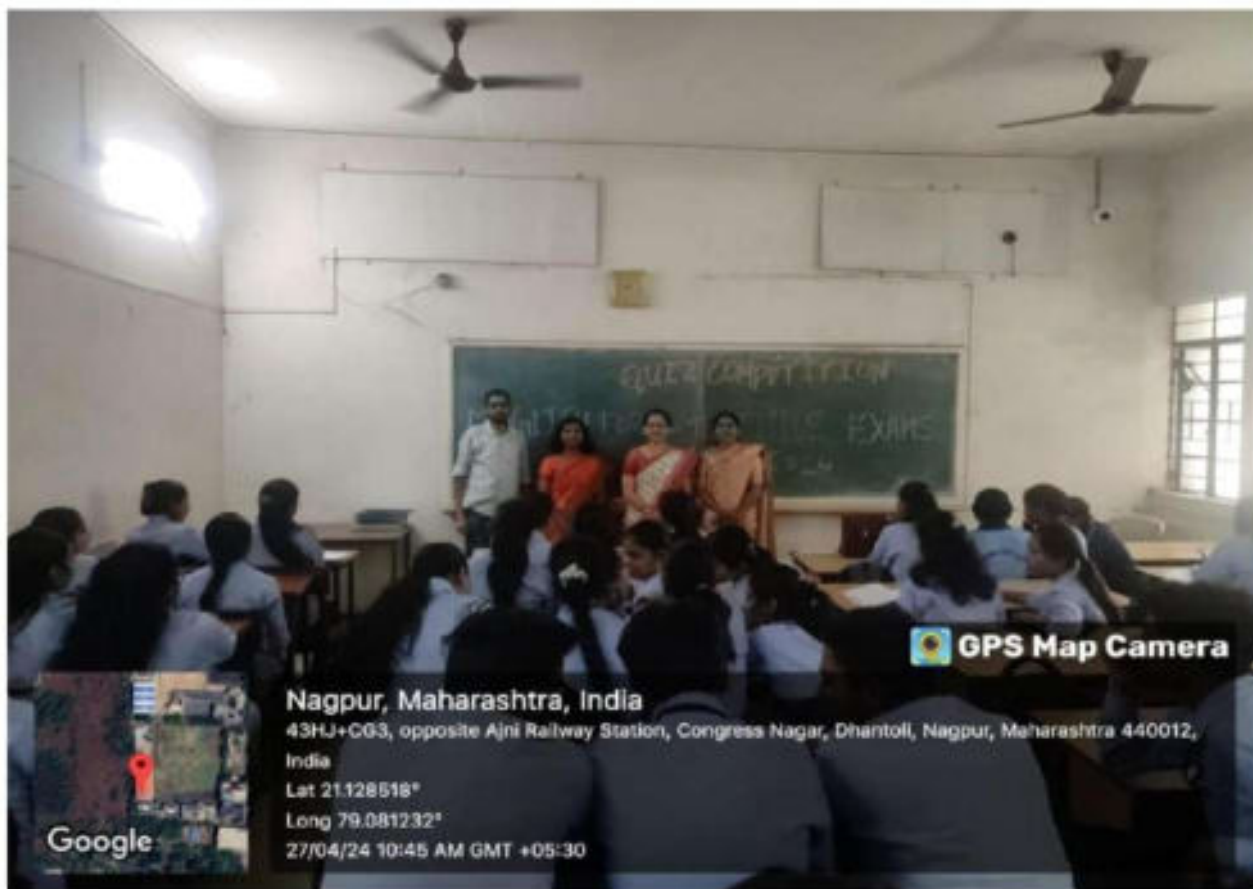 QUIZ COMPITITION
EXAMS
GPS Map Camera
Nagpur, Maharashtra, India
43HJ+CG3, opposite Ajni Railway Station, Congress Nagar, Dhantoli, Nagpur, Maharashtra 440012,
India
Lat 21.128518°
Long 79.081232°
27/04/24 10:45 AM GMT +05:30
Google